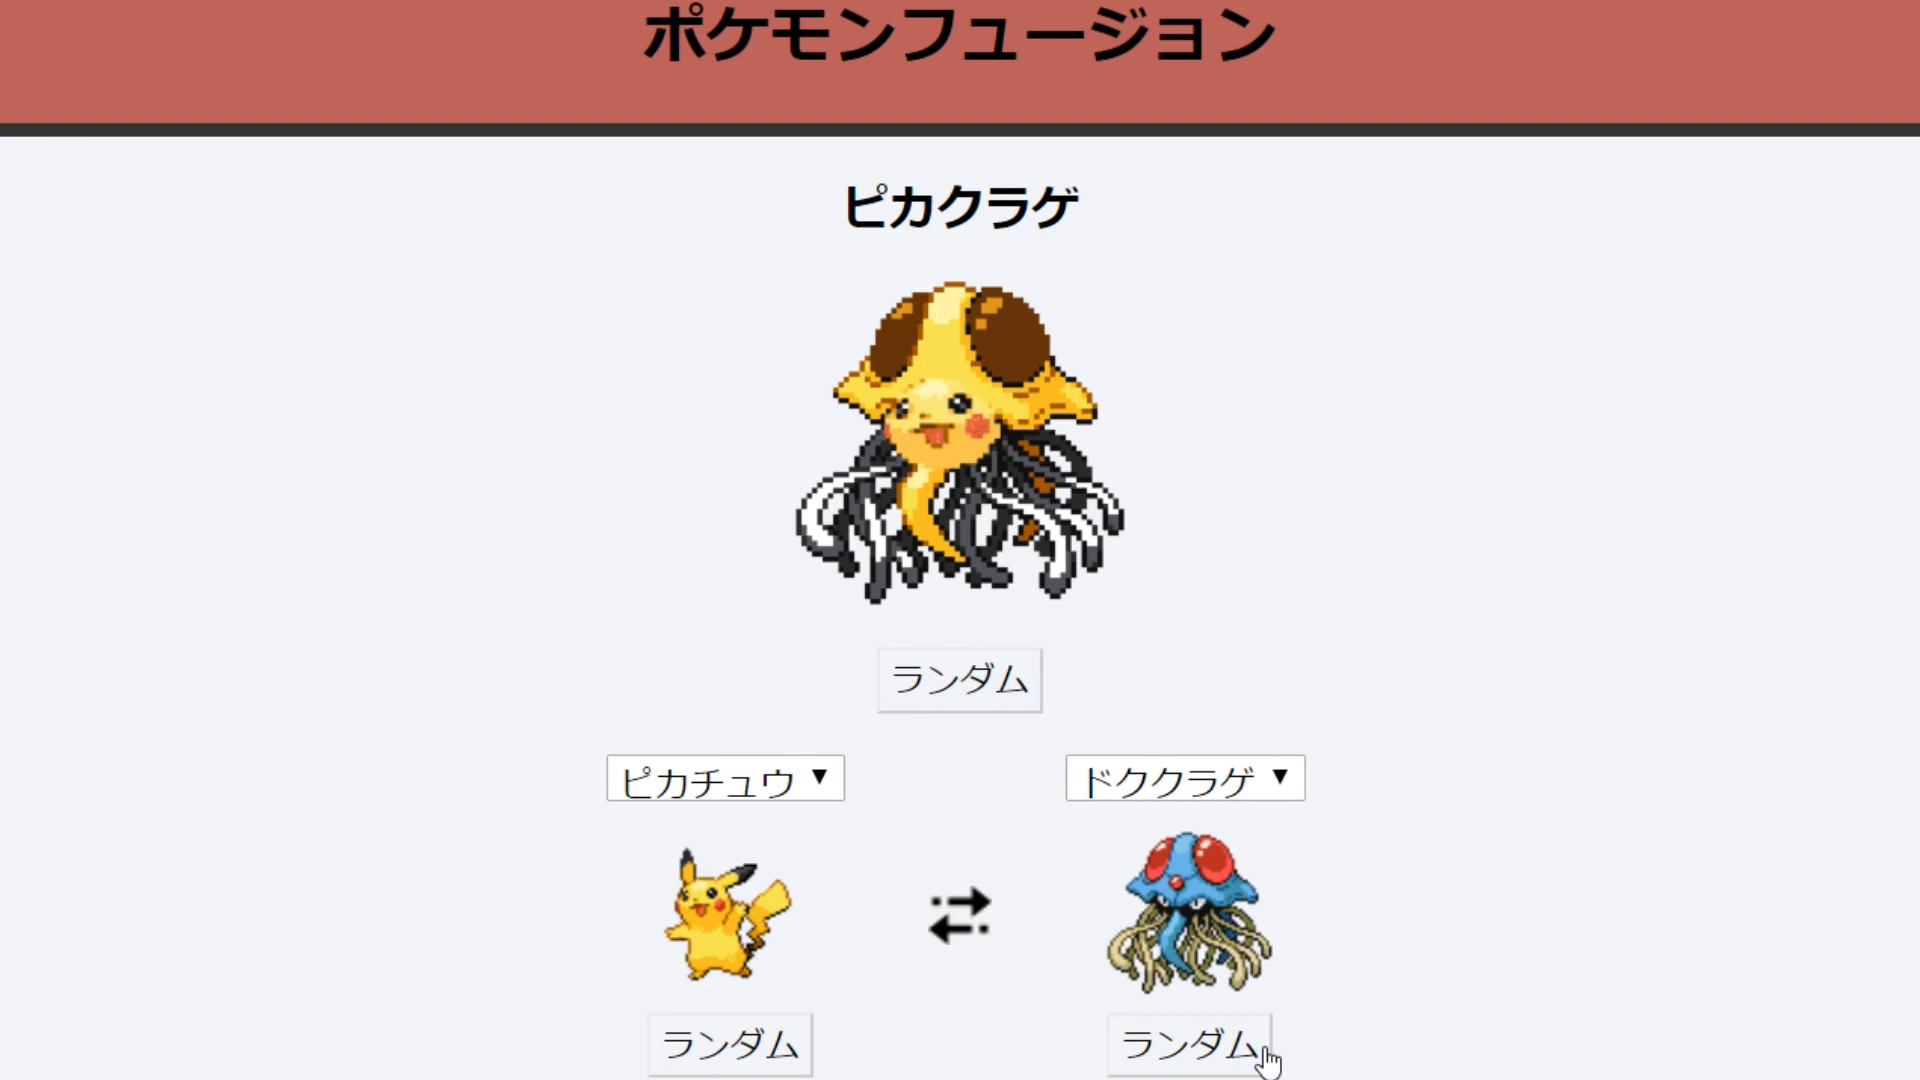 ポケモンフュージョン
ピカクラゲ
ランダム
ピカチュウ ▼
ドククラゲ ▼
ランダム
ランダム